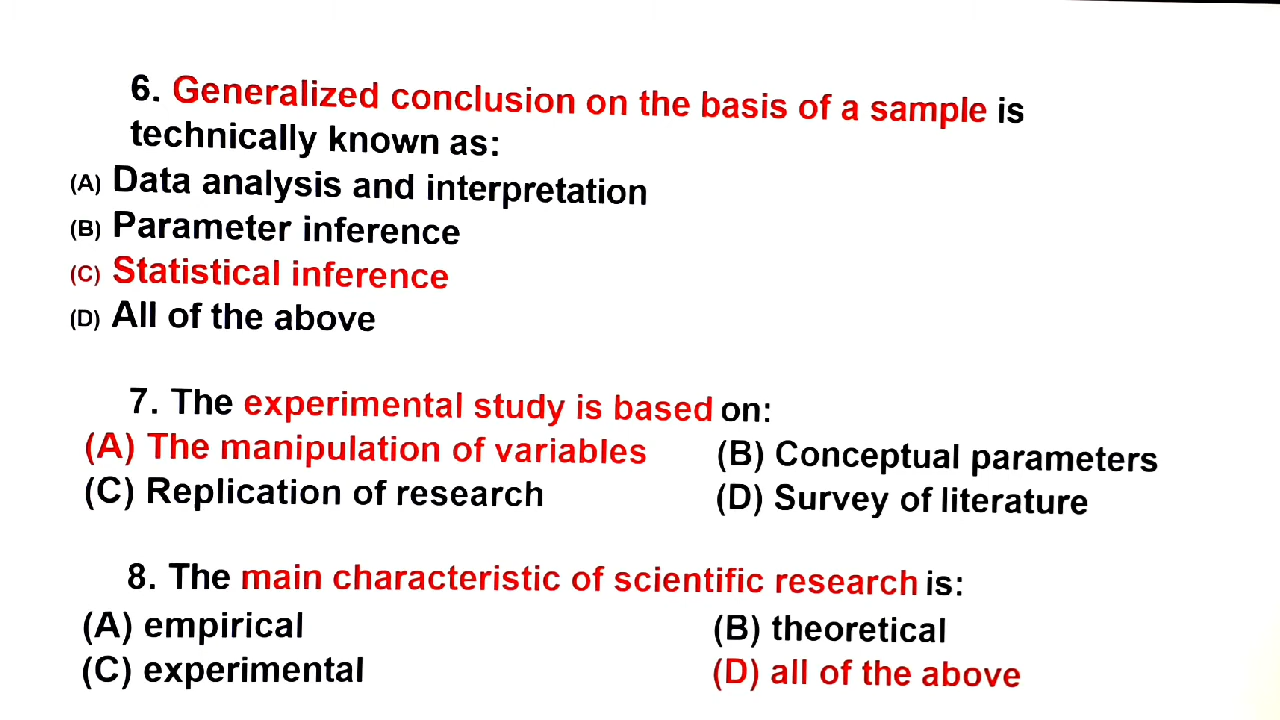 6. Generalized conclusion on the basis of a sample is
technically known as:
(A) Data analysis and interpretation
(B) Parameter inference
(C) Statistical inference
(D) All of the above
7. The experimental study is based on:
(A) The manipulation of variables (B) Conceptual parameters
(C) Replication of research (D) Survey of literature
8. The main characteristic of scientific research is:
(A) empirical (B) theoretical
(C) experimental (D) all of the above